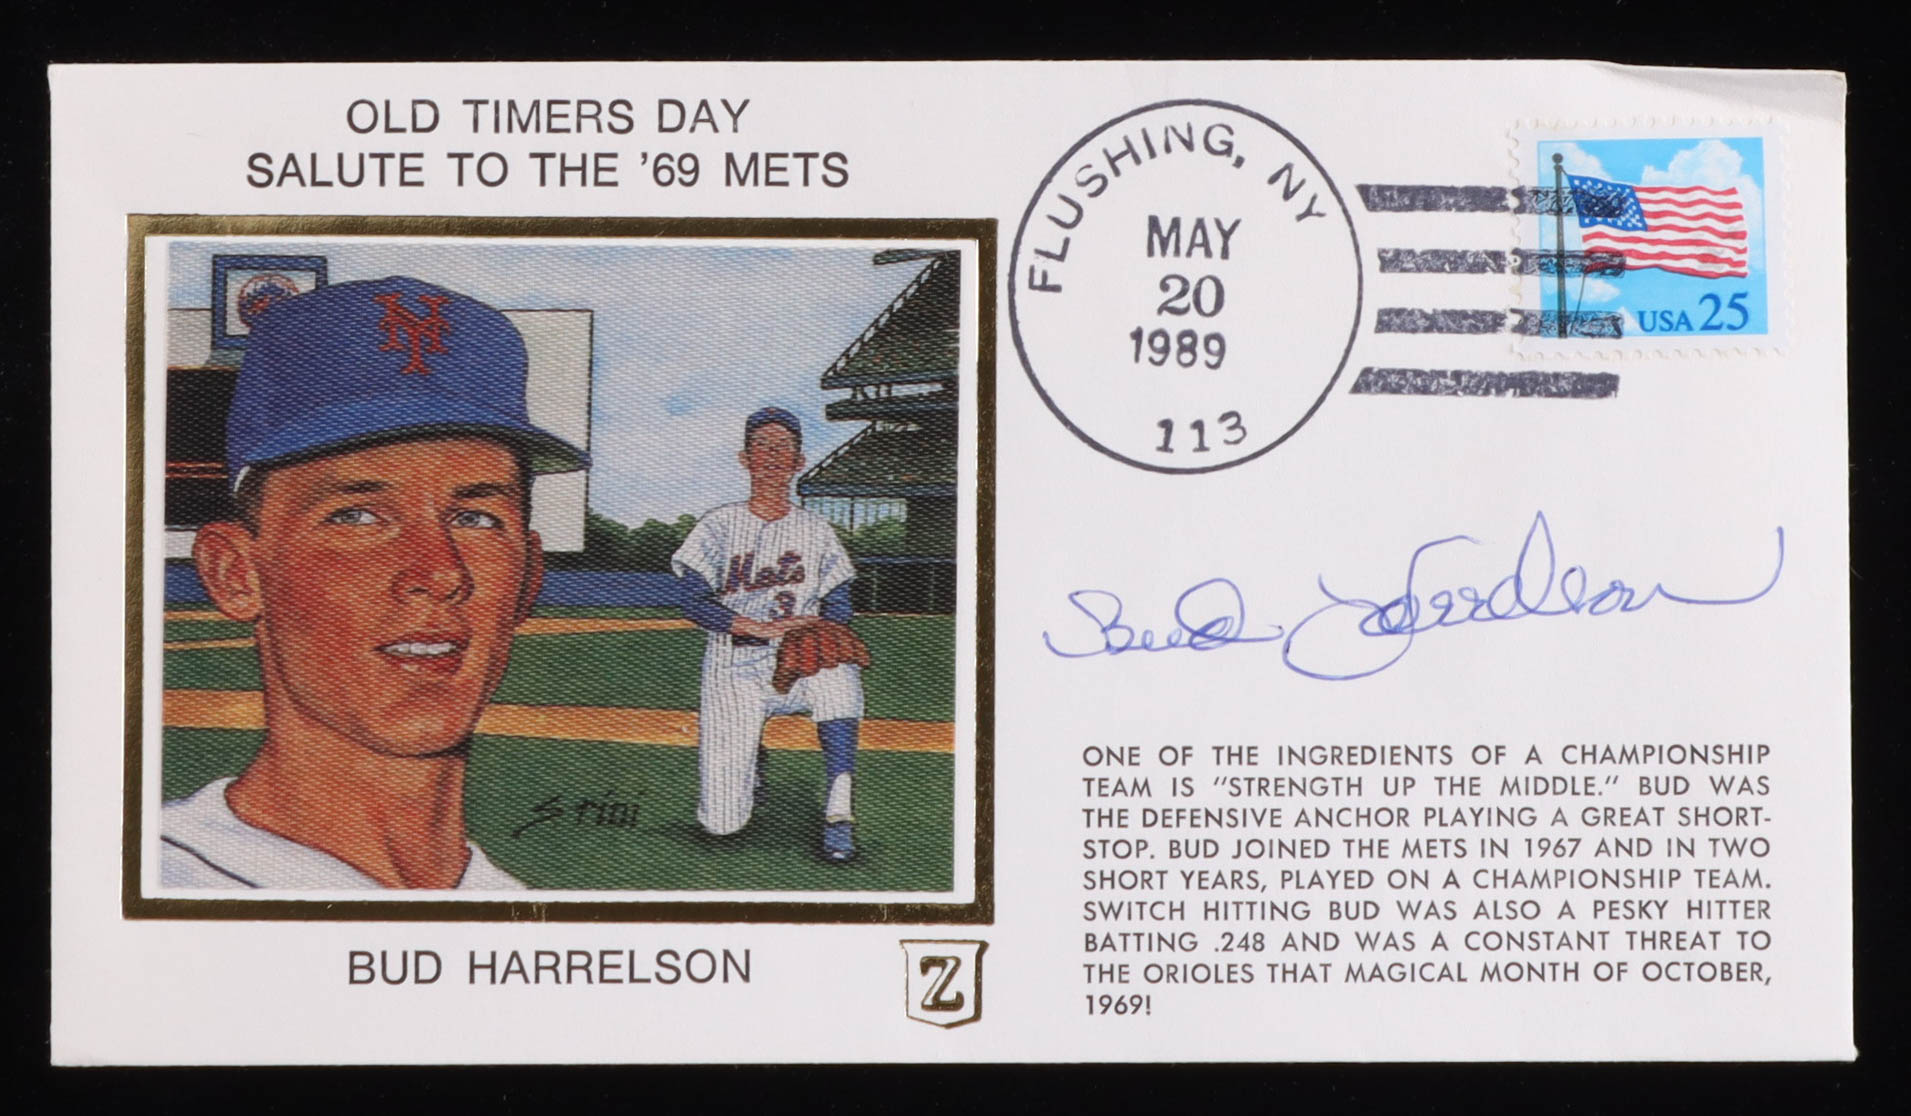 OLD TIMERS DAY
SALUTE TO THE '69 METS
NY
Mets
3
Srini
BUD HARRELSON
Z
FLUSHING, NY
MAY
20
1989
113
USA 25
Bud Harrelson
ONE OF THE INGREDIENTS OF A CHAMPIONSHIP
TEAM IS "STRENGTH UP THE MIDDLE." BUD WAS
THE DEFENSIVE ANCHOR PLAYING A GREAT SHORT-
STOP. BUD JOINED THE METS IN 1967 AND IN TWO
SHORT YEARS, PLAYED ON A CHAMPIONSHIP TEAM.
SWITCH HITTING BUD WAS ALSO A PESKY HITTER
BATTING .248 AND WAS A CONSTANT THREAT TO
THE ORIOLES THAT MAGICAL MONTH OF OCTOBER,
1969!